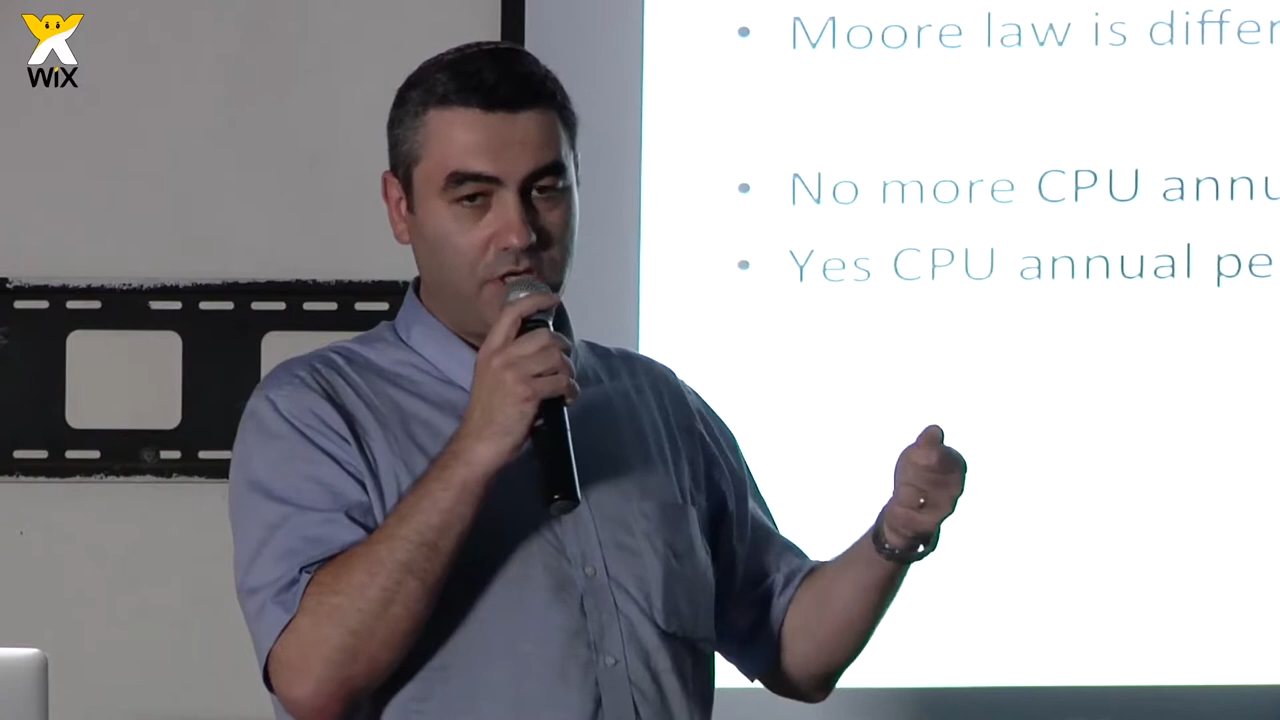 WiX
• Moore law is differ
• No more CPU annu
• Yes CPU annual pe